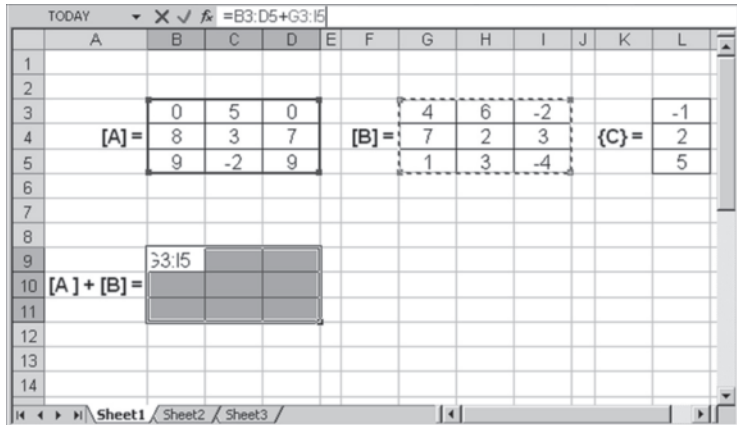 TODAY =B3:D5+G3:I5
A B C D E F G H I J K L
1
2
3 0 5 0 4 6 -2 -1
4 [A] = 8 3 7 [B] = 7 2 3 {C} = 2
5 9 -2 9 1 3 -4 5
6
7
8
9 G3:I5
10 [A ] + [B] =
11
12
13
14
Sheet1 Sheet2 Sheet3